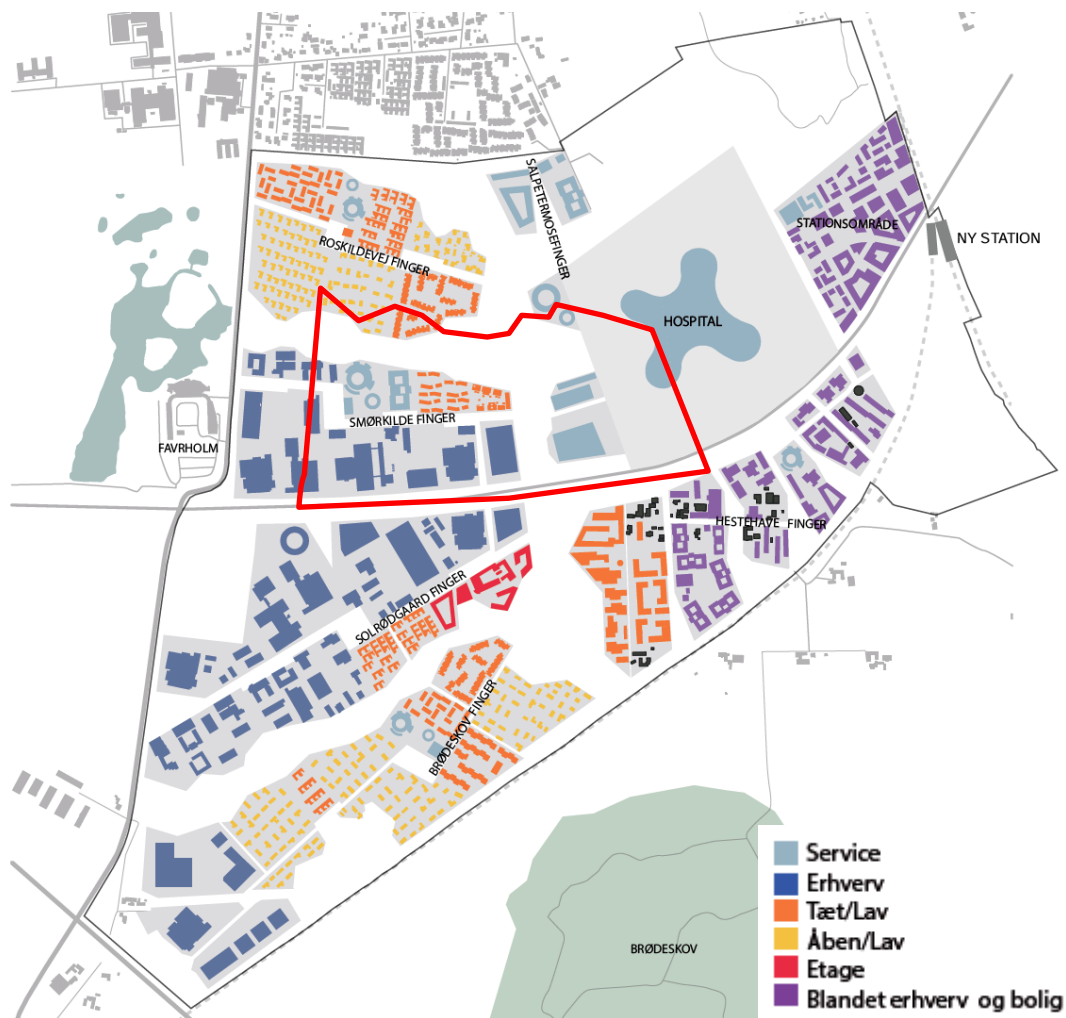 SALPETERMOSEFINGER
STATIONSOMRÅDE
NY STATION
ROSKILDEVEJ FINGER
HOSPITAL
SMØRKILDE FINGER
FAVRHOLM
HESTEHAVE FINGER
SOLRØDGAARD FINGER
BRØDESKOV FINGER
BRØDESKOV
Service
Erhverv
Tæt/Lav
Åben/Lav
Etage
Blandet erhverv og bolig